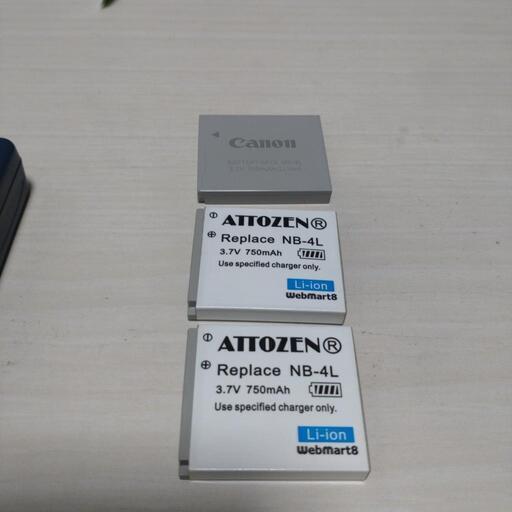 Canon
ATTOZEN®
Replace NB-4L
3.7V 750mAh
Use specified charger only.
Li-ion
WebMart8
ATTOZEN®
Replace NB-4L
3.7V 750mAh
Use specified charger only.
Li-ion
WebMart8